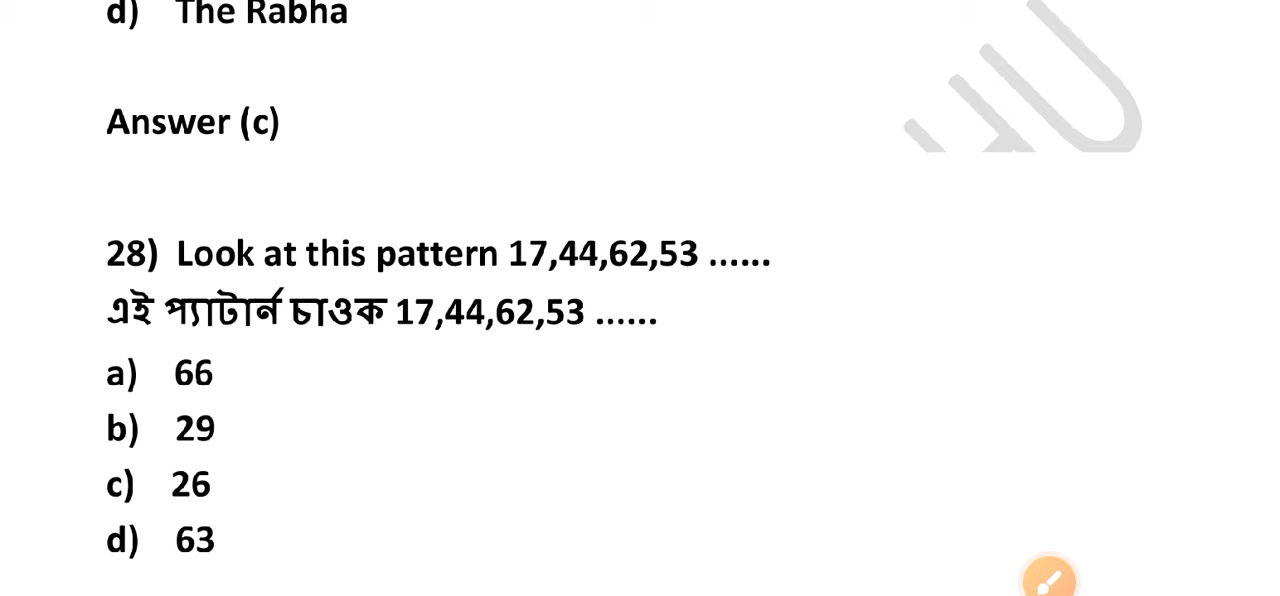 d) The Rabha
Answer (c)
28) Look at this pattern 17,44,62,53 ......
এই প্যাটাৰ্ন চাওক 17,44,62,53 ......
a) 66
b) 29
c) 26
d) 63